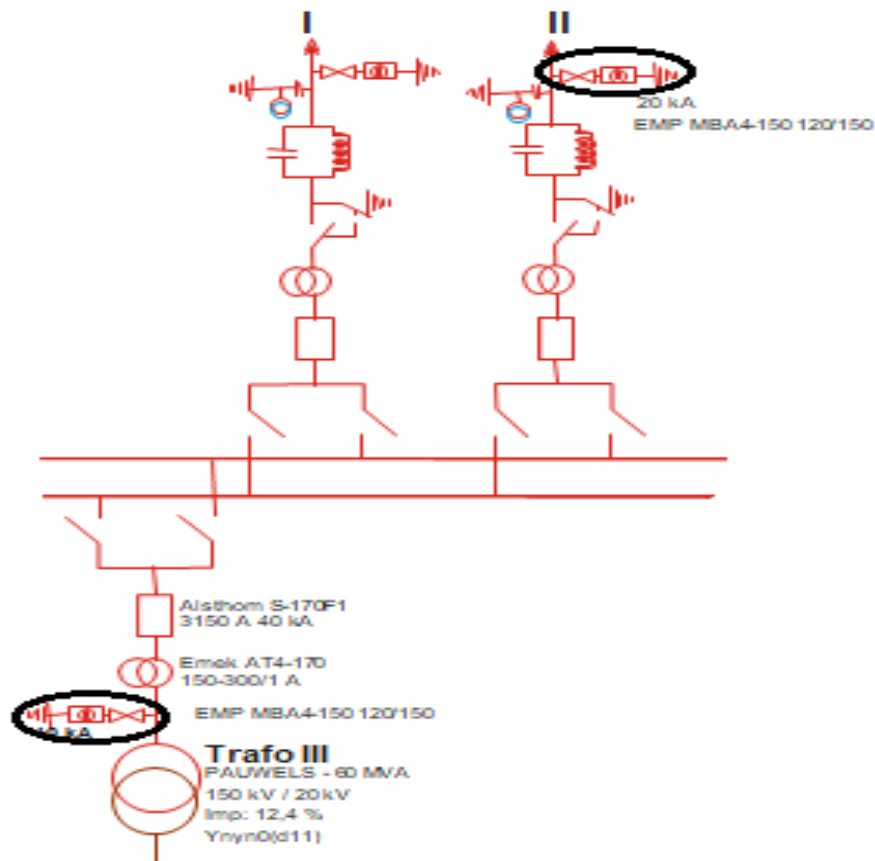 I
II
20 kA
EMP MBA4-150 120/150
Alsthom S-170F1
3150 A 40 kA
Emek AT4-170
150-300/1 A
EMP MBA4-150 120/150
kA
Trafo III
PAUWELS - 60 MVA
150 kV / 20 kV
Imp: 12,4 %
Ynyn0(d11)